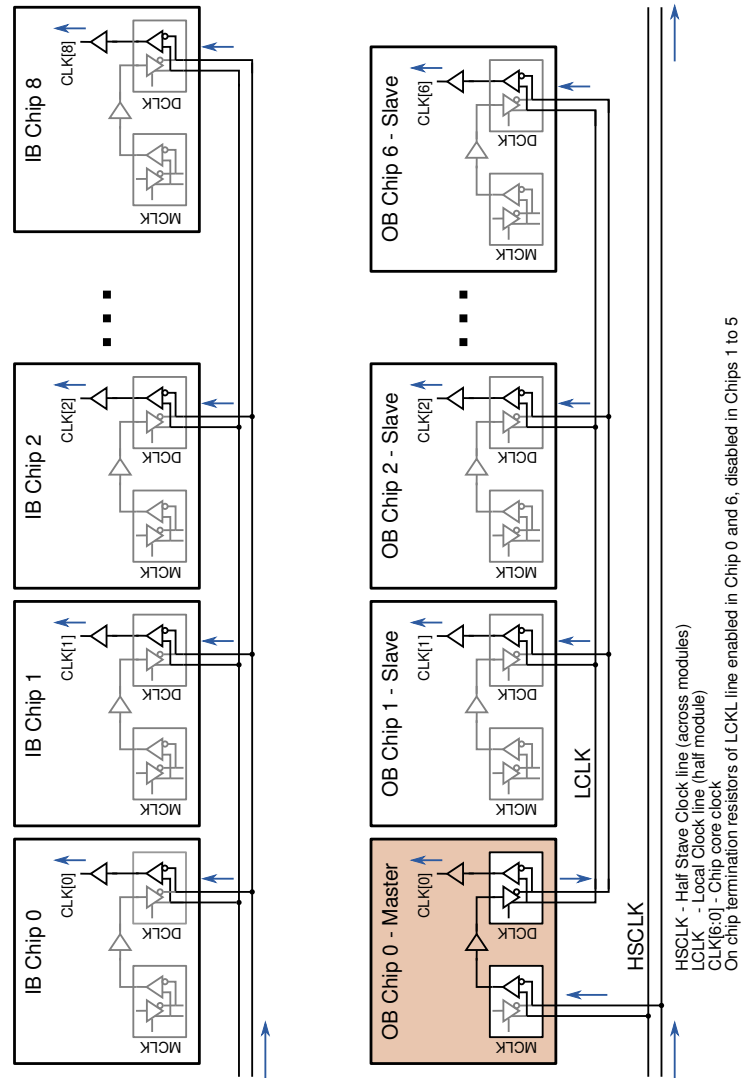 IB Chip 0
IB Chip 1
IB Chip 2
IB Chip 8
CLK[0]
CLK[1]
CLK[2]
CLK[8]
MCLK
DCLK
MCLK
DCLK
MCLK
DCLK
MCLK
DCLK
OB Chip 0 - Master
OB Chip 1 - Slave
OB Chip 2 - Slave
OB Chip 6 - Slave
CLK[0]
CLK[1]
CLK[2]
CLK[6]
MCLK
DCLK
MCLK
DCLK
MCLK
DCLK
MCLK
DCLK
LCLK
HSCLK
HSCLK - Half Stave Clock line (across modules)
LCLK - Local Clock line (half module)
CLK[6:0] - Chip core clock
On chip termination resistors of LCKL line enabled in Chip 0 and 6, disabled in Chips 1 to 5